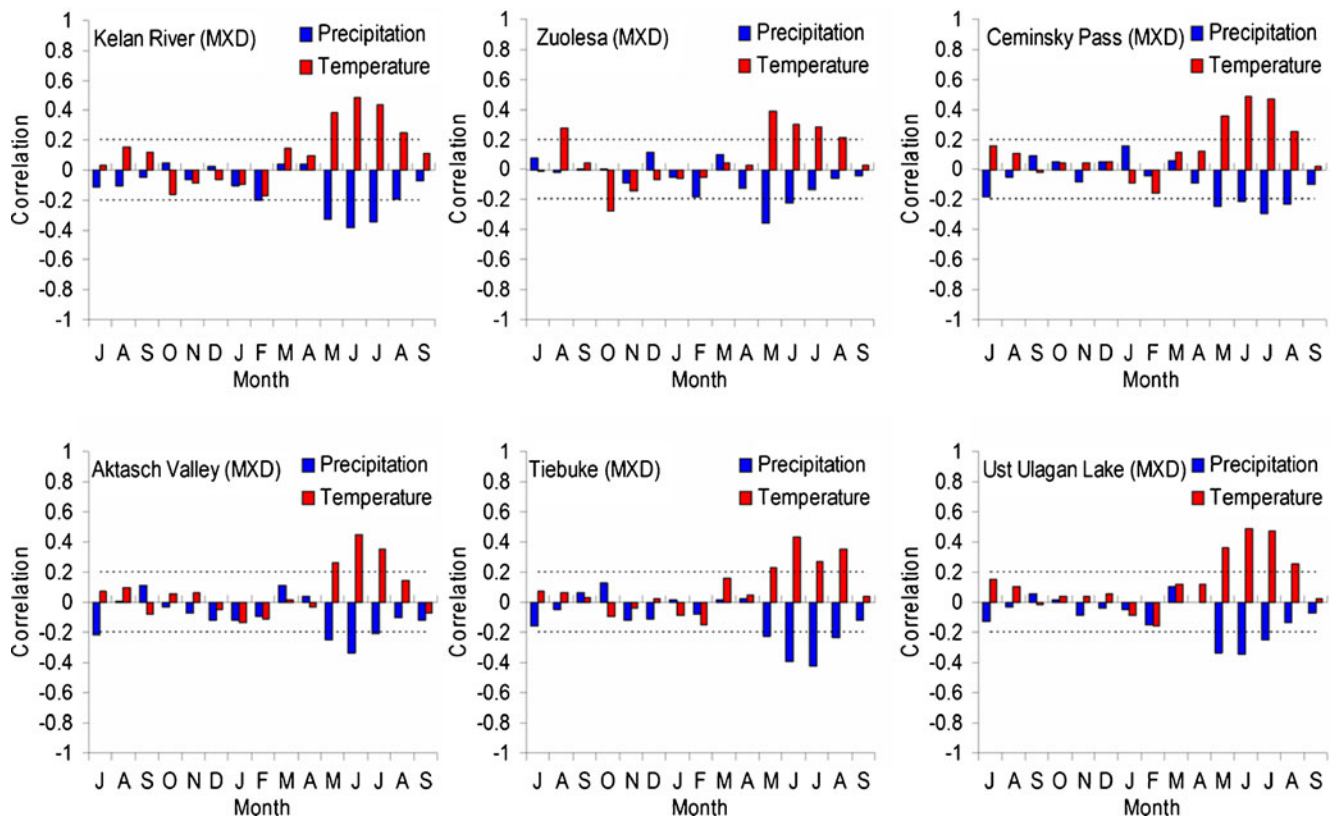 Kelan River (MXD)
Precipitation
Temperature
Correlation
1
0.8
0.6
0.4
0.2
0
-0.2
-0.4
-0.6
-0.8
-1
J A S O N D J F M A M J J A S
Month
Zuolesa (MXD)
Precipitation
Temperature
Correlation
1
0.8
0.6
0.4
0.2
0
-0.2
-0.4
-0.6
-0.8
-1
J A S O N D J F M A M J J A S
Month
Ceminsky Pass (MXD)
Precipitation
Temperature
Correlation
1
0.8
0.6
0.4
0.2
0
-0.2
-0.4
-0.6
-0.8
-1
J A S O N D J F M A M J J A S
Month
Aktasch Valley (MXD)
Precipitation
Temperature
Correlation
1
0.8
0.6
0.4
0.2
0
-0.2
-0.4
-0.6
-0.8
-1
J A S O N D J F M A M J J A S
Month
Tiebuke (MXD)
Precipitation
Temperature
Correlation
1
0.8
0.6
0.4
0.2
0
-0.2
-0.4
-0.6
-0.8
-1
J A S O N D J F M A M J J A S
Month
Ust Ulagan Lake (MXD)
Precipitation
Temperature
Correlation
1
0.8
0.6
0.4
0.2
0
-0.2
-0.4
-0.6
-0.8
-1
J A S O N D J F M A M J J A S
Month